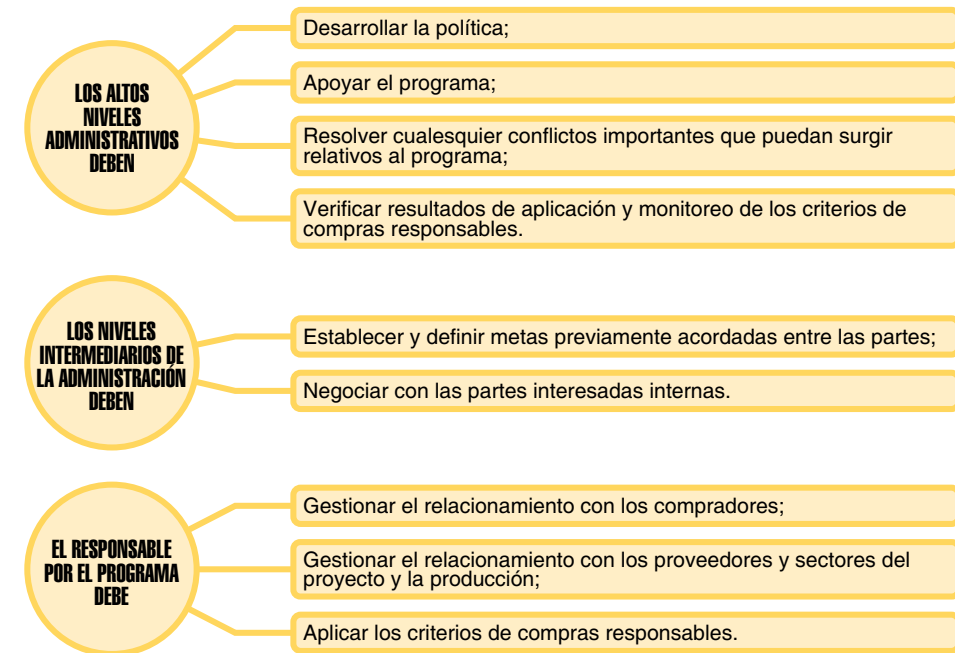 LOS ALTOS
NIVELES
ADMINISTRATIVOS
DEBEN
Desarrollar la política;
Apoyar el programa;
Resolver cualesquier conflictos importantes que puedan surgir
relativos al programa;
Verificar resultados de aplicación y monitoreo de los criterios de
compras responsables.
LOS NIVELES
INTERMEDIARIOS DE
LA ADMINISTRACIÓN
DEBEN
Establecer y definir metas previamente acordadas entre las partes;
Negociar con las partes interesadas internas.
EL RESPONSABLE
POR EL PROGRAMA
DEBE
Gestionar el relacionamiento con los compradores;
Gestionar el relacionamiento con los proveedores y sectores del
proyecto y la producción;
Aplicar los criterios de compras responsables.